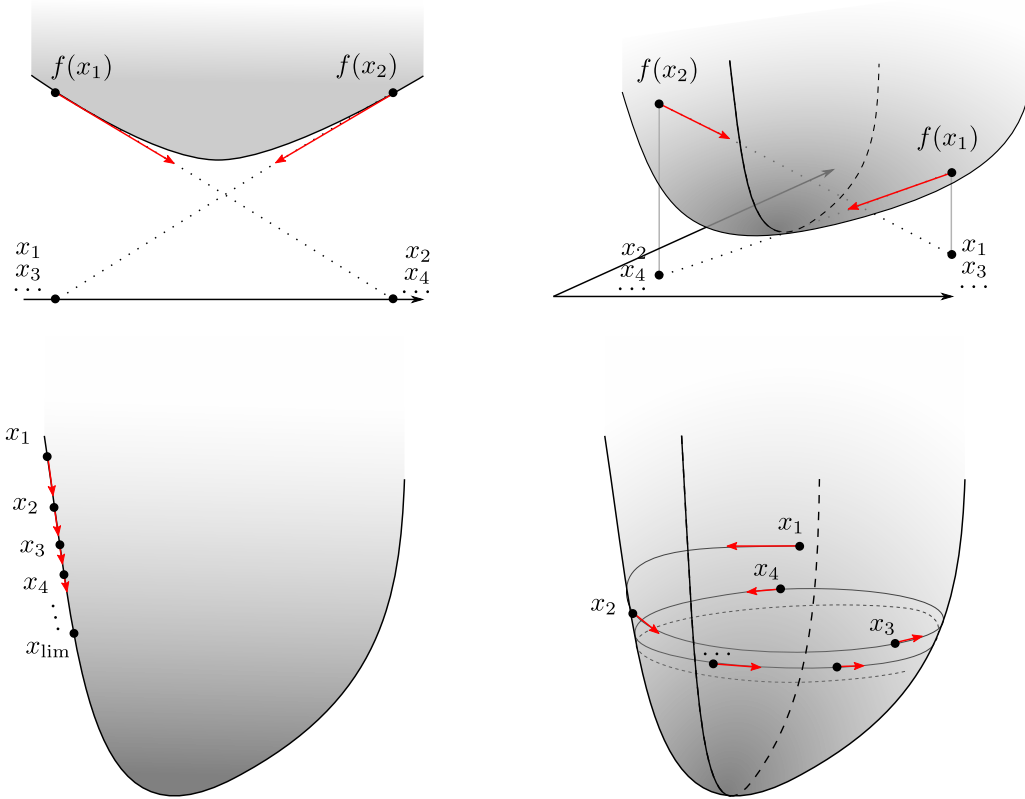 f(x₁)
f(x₂)
x₁
x₃
...
x₂
x₄
...
f(x₂)
f(x₁)
x₂
x₄
...
x₁
x₃
...
x₁
x₂
x₃
x₄
...
x_lim
x₁
x₄
x₂
x₃
...